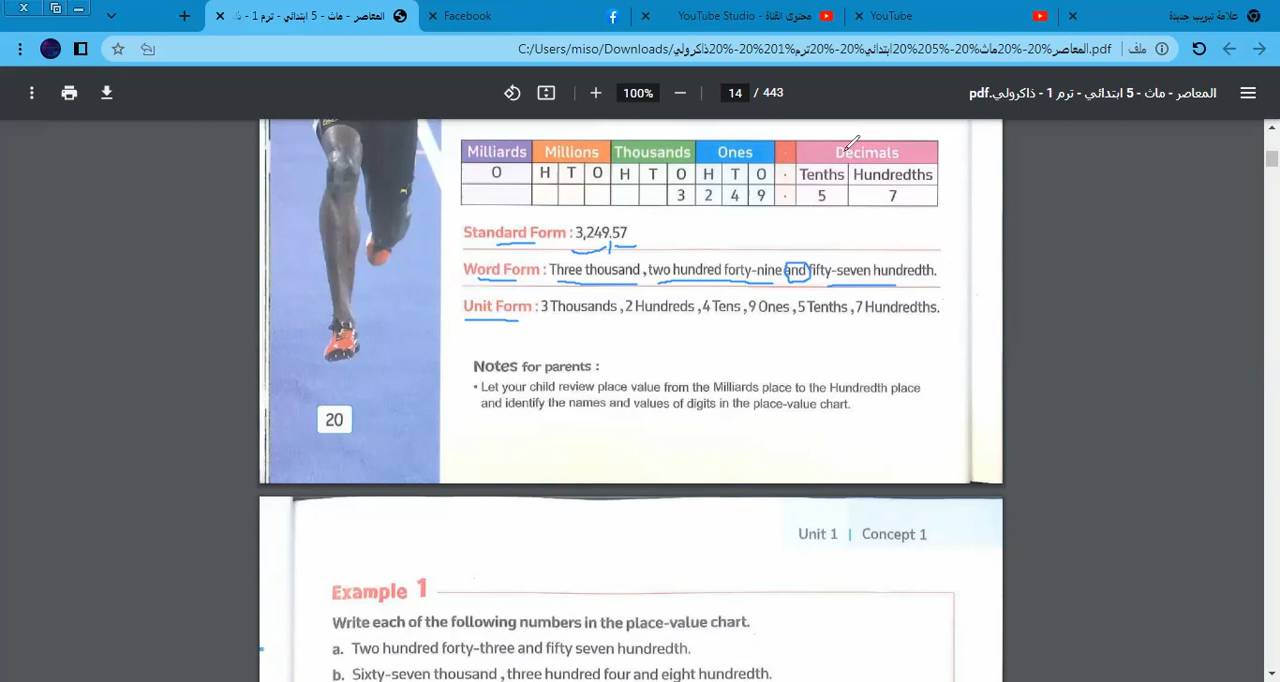 المعاصر - ماث - 5 ابتدائي - ترم 1 - ذ
Facebook
محتوى القناة - YouTube Studio
YouTube
علامة تبويب جديدة
C:/Users/miso/Downloads/المعاصر%20-%20ماث%20-%205%20ابتدائي%20-%20ترم%201%20-%20ذاكرولي.pdf
ملف
100%
14 / 443
المعاصر - ماث - 5 ابتدائي - ترم 1 - ذاكرولي.pdf
Milliards Millions Thousands Ones . Decimals
O H T O H T O H T O . Tenths Hundredths
3 2 4 9 . 5 7
Standard Form : 3,249.57
Word Form : Three thousand , two hundred forty-nine and fifty-seven hundredth.
Unit Form : 3 Thousands , 2 Hundreds , 4 Tens , 9 Ones , 5 Tenths , 7 Hundredths.
Notes for parents :
• Let your child review place value from the Milliards place to the Hundredth place
and identify the names and values of digits in the place-value chart.
20
Unit 1 | Concept 1
Example 1
Write each of the following numbers in the place-value chart.
a. Two hundred forty-three and fifty seven hundredth.
b. Sixty-seven thousand , three hundred four and eight hundredth.